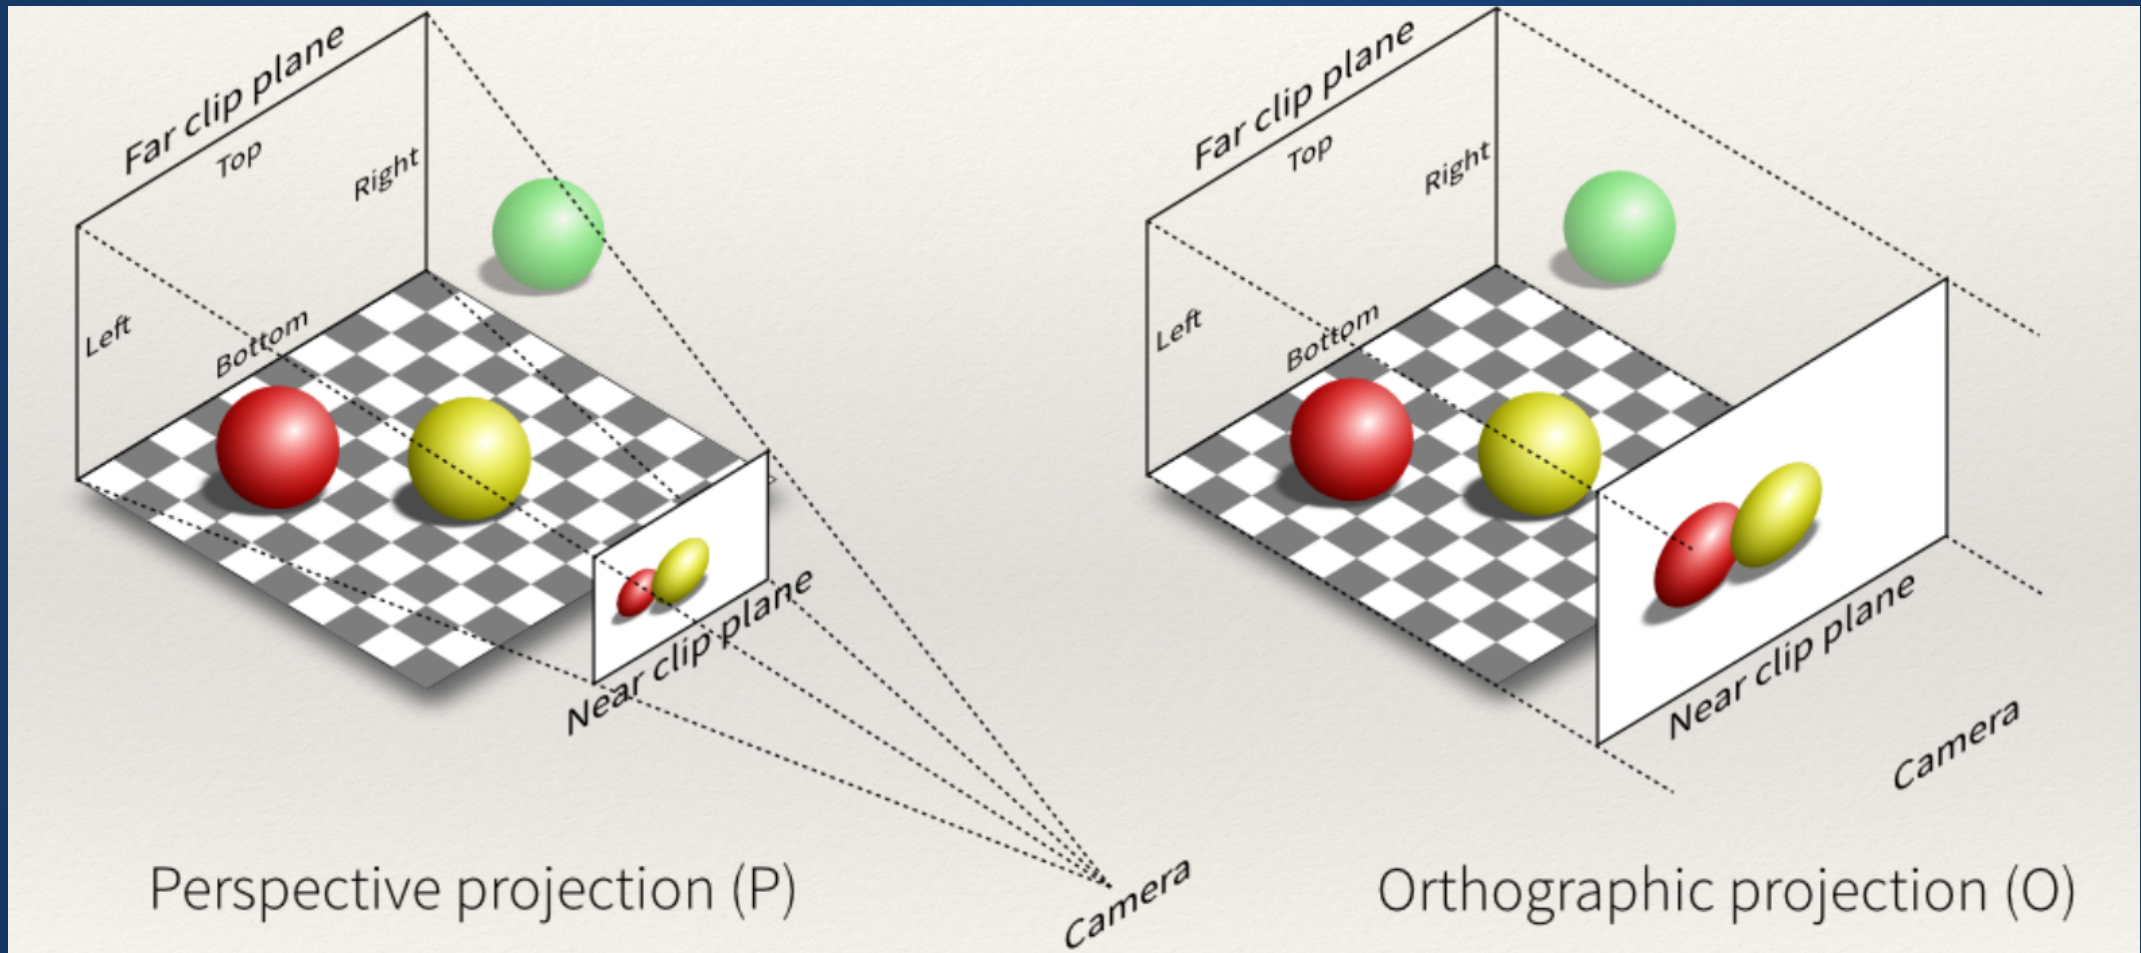 Far clip plane
Top
Right
Left
Bottom
Near clip plane
Camera
Perspective projection (P)
Far clip plane
Top
Right
Left
Bottom
Near clip plane
Camera
Orthographic projection (O)